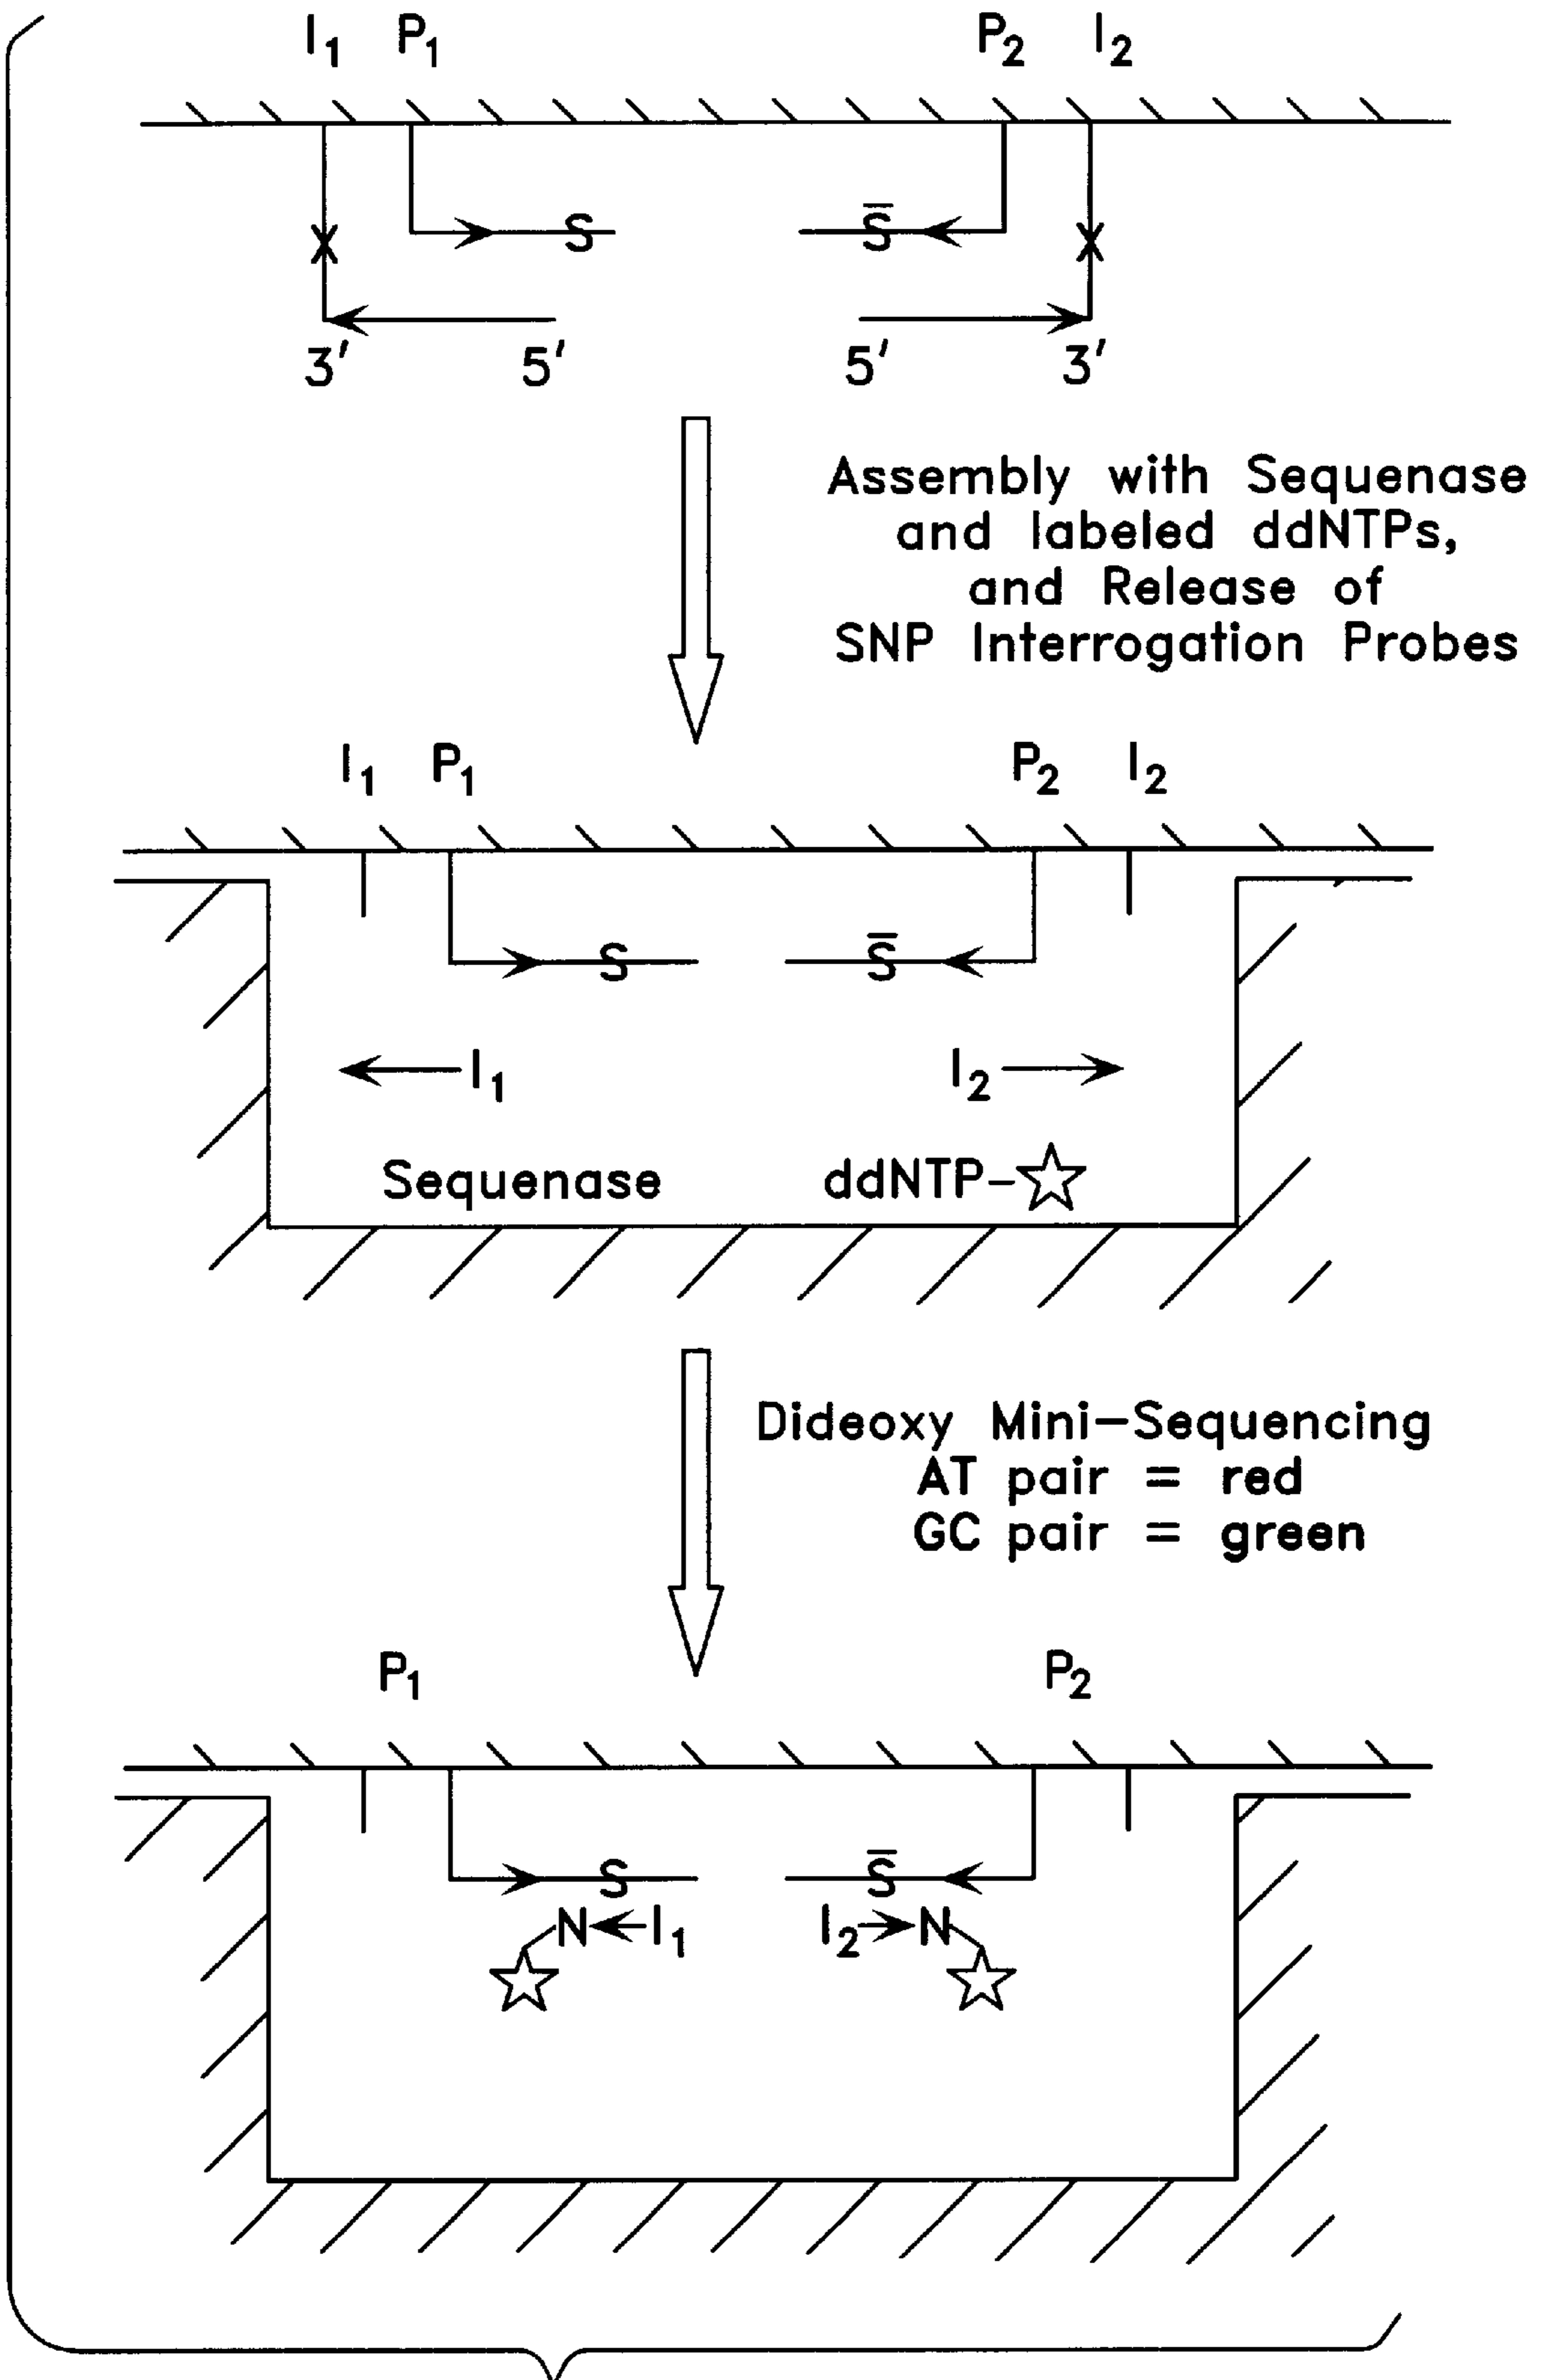 I₁ P₁ P₂ I₂
S S̅
3' 5' 5' 3'
Assembly with Sequenase
and labeled ddNTPs,
and Release of
SNP Interrogation Probes
I₁ P₁ P₂ I₂
S S̅
I₁ I₂
Sequenase ddNTP-☆
Dideoxy Mini-Sequencing
AT pair = red
GC pair = green
P₁ P₂
S S̅
N I₁ I₂ N